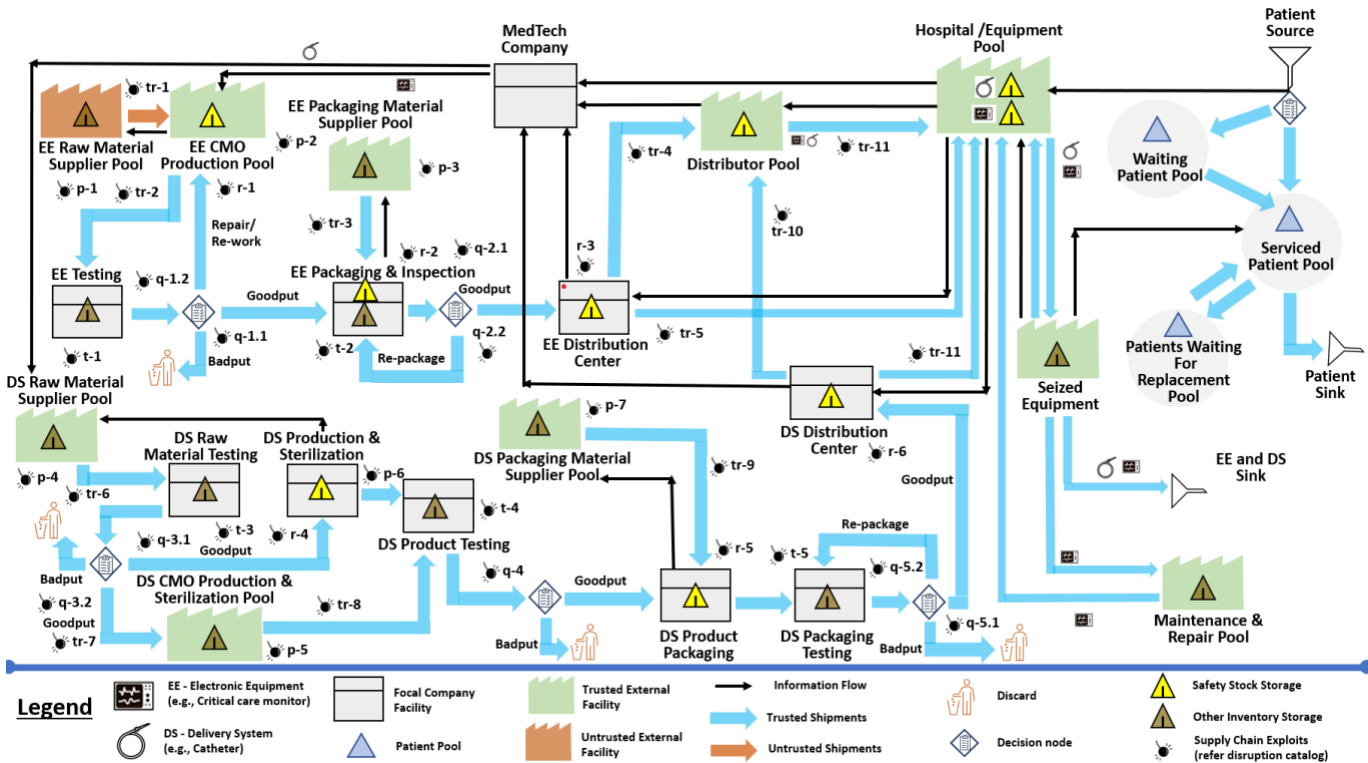 MedTech
Company
Hospital /Equipment
Pool
Patient
Source
tr-1
EE Packaging Material
Supplier Pool
EE Raw Material
Supplier Pool
EE CMO
Production Pool
p-2
p-3
tr-4
Distributor Pool
tr-11
Waiting
Patient Pool
p-1
tr-2
r-1
Repair/
Re-work
tr-3
r-2
q-2.1
r-3
tr-10
Serviced
Patient Pool
EE Testing
q-1.2
EE Packaging & Inspection
Goodput
Goodput
q-1.1
q-2.2
tr-5
t-1
Badput
t-2
Re-package
EE Distribution
Center
tr-11
Patients Waiting
For
Replacement
Pool
Patient
Sink
Seized
Equipment
DS Raw Material
Supplier Pool
p-7
DS Raw
Material Testing
DS Production &
Sterilization
DS Packaging Material
Supplier Pool
DS Distribution
Center
r-6
p-4
tr-6
p-6
tr-9
EE and DS
Sink
Goodput
t-3
r-4
t-4
q-3.1
Goodput
DS Product Testing
Re-package
r-5
t-5
q-5.2
Badput
DS CMO Production &
Sterilization Pool
q-4
Goodput
q-3.2
Goodput
tr-7
tr-8
p-5
Badput
DS Product
Packaging
DS Packaging
Testing
q-5.1
Badput
Maintenance &
Repair Pool
Legend
EE - Electronic Equipment
(e.g., Critical care monitor)
DS - Delivery System
(e.g., Catheter)
Focal Company
Facility
Patient Pool
Trusted External
Facility
Untrusted External
Facility
Information Flow
Trusted Shipments
Untrusted Shipments
Discard
Decision node
Safety Stock Storage
Other Inventory Storage
Supply Chain Exploits
(refer disruption catalog)